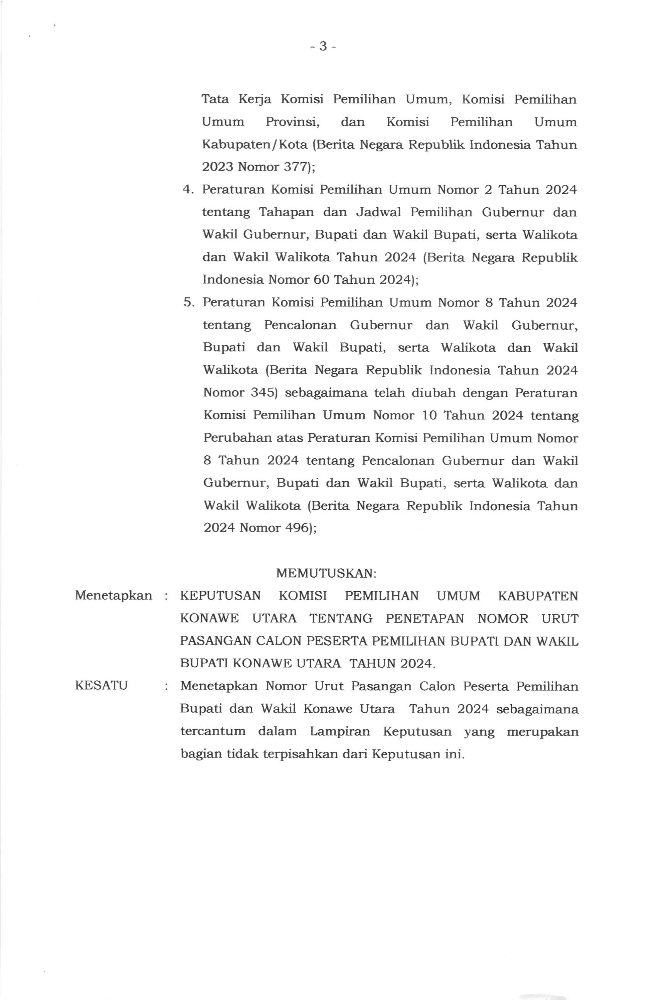 - 3 -
Tata Kerja Komisi Pemilihan Umum, Komisi Pemilihan
Umum Provinsi, dan Komisi Pemilihan Umum
Kabupaten/Kota (Berita Negara Republik Indonesia Tahun
2023 Nomor 377);
4. Peraturan Komisi Pemilihan Umum Nomor 2 Tahun 2024
tentang Tahapan dan Jadwal Pemilihan Gubernur dan
Wakil Gubernur, Bupati dan Wakil Bupati, serta Walikota
dan Wakil Walikota Tahun 2024 (Berita Negara Republik
Indonesia Nomor 60 Tahun 2024);
5. Peraturan Komisi Pemilihan Umum Nomor 8 Tahun 2024
tentang Pencalonan Gubernur dan Wakil Gubernur,
Bupati dan Wakil Bupati, serta Walikota dan Wakil
Walikota (Berita Negara Republik Indonesia Tahun 2024
Nomor 345) sebagaimana telah diubah dengan Peraturan
Komisi Pemilihan Umum Nomor 10 Tahun 2024 tentang
Perubahan atas Peraturan Komisi Pemilihan Umum Nomor
8 Tahun 2024 tentang Pencalonan Gubernur dan Wakil
Gubernur, Bupati dan Wakil Bupati, serta Walikota dan
Wakil Walikota (Berita Negara Republik Indonesia Tahun
2024 Nomor 496);
MEMUTUSKAN:
Menetapkan : KEPUTUSAN KOMISI PEMILIHAN UMUM KABUPATEN
KONAWE UTARA TENTANG PENETAPAN NOMOR URUT
PASANGAN CALON PESERTA PEMILIHAN BUPATI DAN WAKIL
BUPATI KONAWE UTARA TAHUN 2024.
KESATU : Menetapkan Nomor Urut Pasangan Calon Peserta Pemilihan
Bupati dan Wakil Konawe Utara Tahun 2024 sebagaimana
tercantum dalam Lampiran Keputusan yang merupakan
bagian tidak terpisahkan dari Keputusan ini.